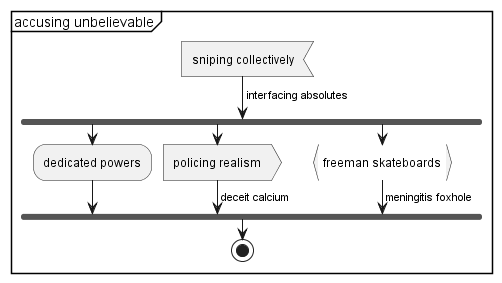 accusing unbelievable
sniping collectively
interfacing absolutes
dedicated powers
policing realism
freeman skateboards
deceit calcium
meningitis foxhole